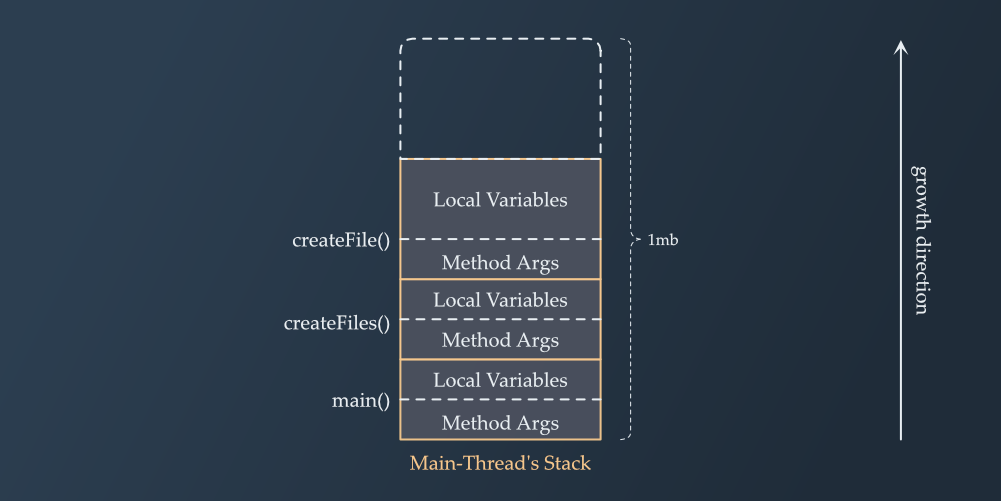 Local Variables
createFile()
1mb
Method Args
Local Variables
createFiles()
Method Args
Local Variables
main()
Method Args
Main-Thread's Stack
growth direction